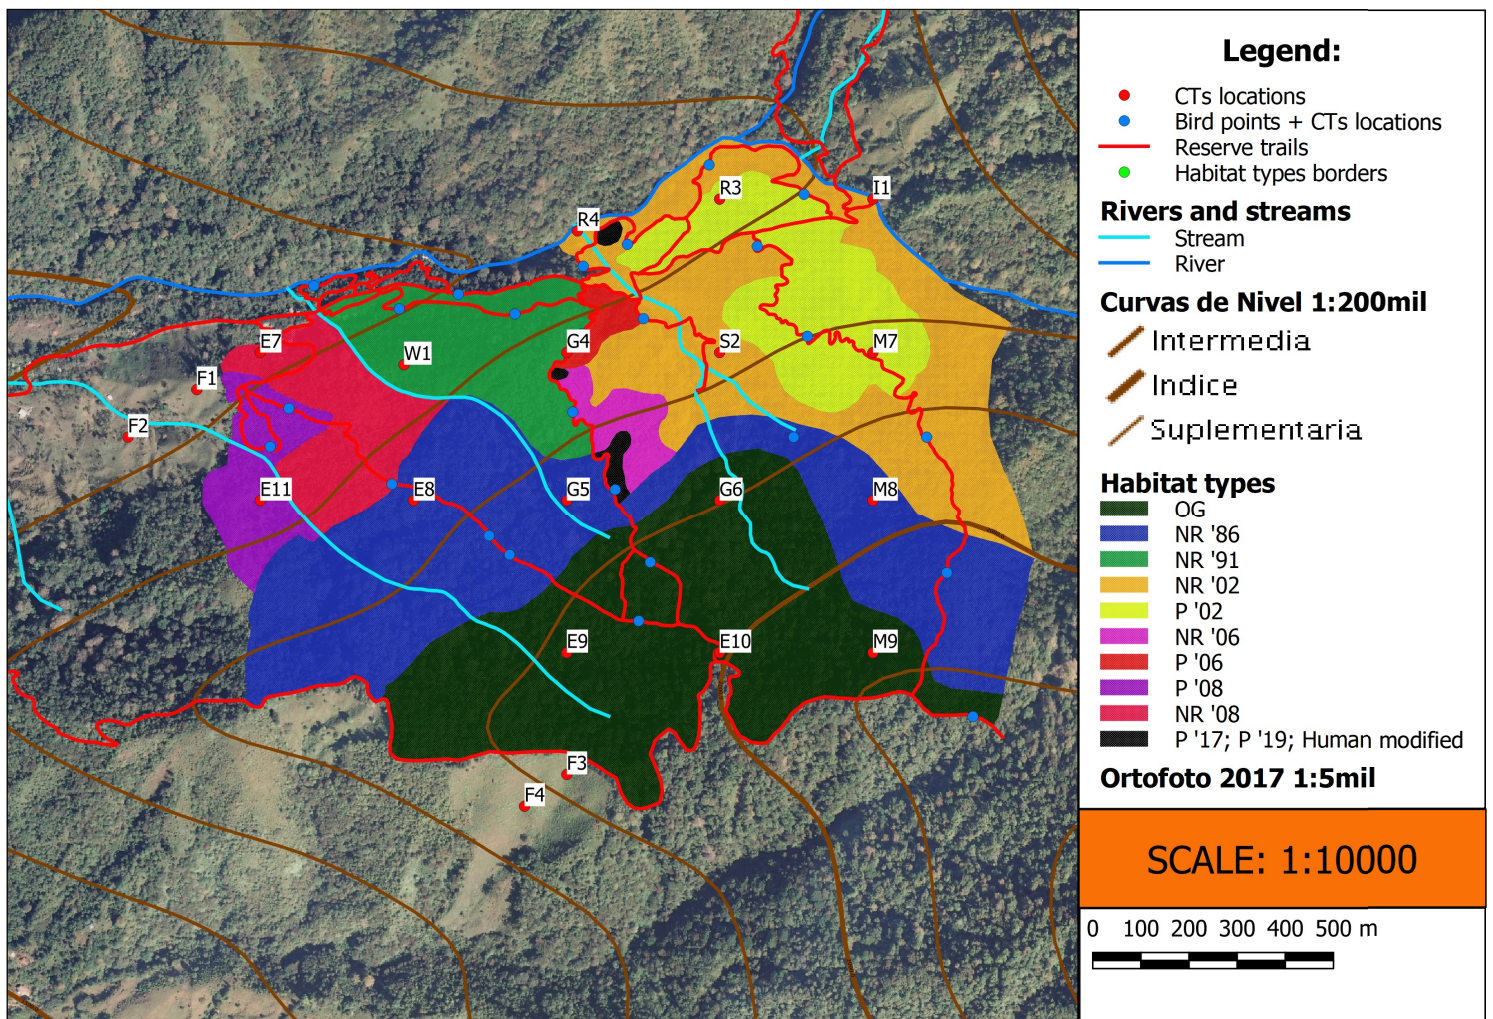 R3
I1
R4
E7
W1
G4
S2
M7
F1
F2
E11
E8
G5
G6
M8
E9
E10
M9
F3
F4
Legend:
CTs locations
Bird points + CTs locations
Reserve trails
Habitat types borders
Rivers and streams
Stream
River
Curvas de Nivel 1:200mil
Intermedia
Indice
Suplementaria
Habitat types
OG
NR '86
NR '91
NR '02
P '02
NR '06
P '06
P '08
NR '08
P '17; P '19; Human modified
Ortofoto 2017 1:5mil
SCALE: 1:10000
0 100 200 300 400 500 m